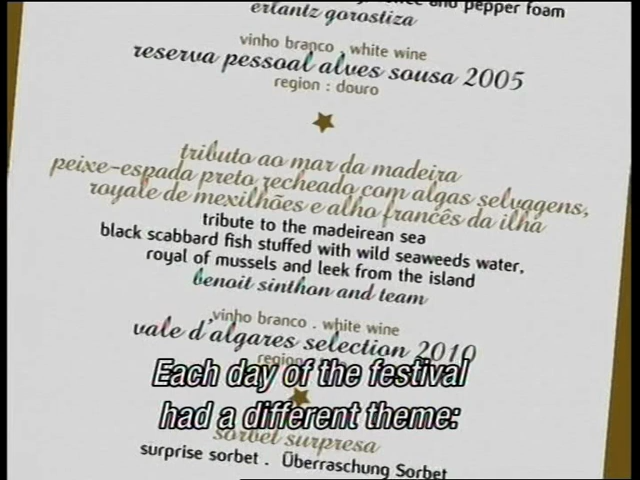 and pepper foam
erlantz gorostiza
vinho branco . white wine
reserva pessoal alves sousa 2005
region : douro
tributo ao mar da madeira
peixe-espada preto recheado com algas selvagens,
royale de mexilhões e alho francês da ilha
tribute to the madeirean sea
black scabbard fish stuffed with wild seaweeds water,
royal of mussels and leek from the island
benoit sinthon and team
vinho branco . white wine
vale d'algares selection 2010
region
Each day of the festival
had a different theme:
sorbet surpresa
surprise sorbet . Überraschung Sorbet